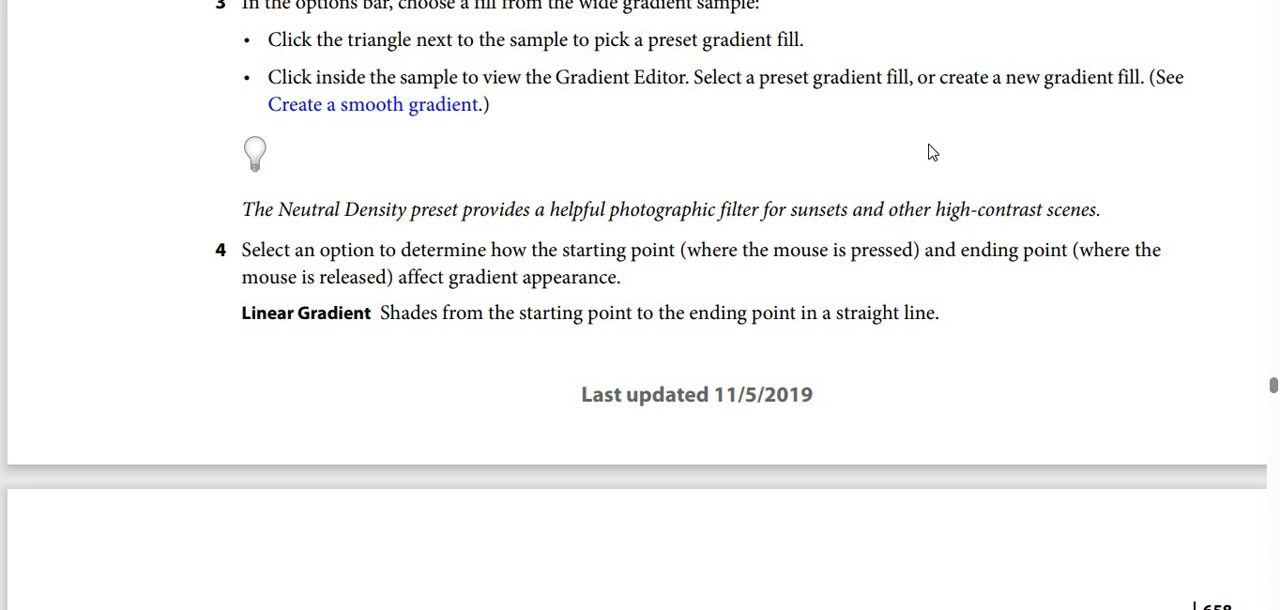 3 In the options bar, choose a fill from the wide gradient sample:
• Click the triangle next to the sample to pick a preset gradient fill.
• Click inside the sample to view the Gradient Editor. Select a preset gradient fill, or create a new gradient fill. (See
Create a smooth gradient.)
The Neutral Density preset provides a helpful photographic filter for sunsets and other high-contrast scenes.
4 Select an option to determine how the starting point (where the mouse is pressed) and ending point (where the
mouse is released) affect gradient appearance.
Linear Gradient Shades from the starting point to the ending point in a straight line.
Last updated 11/5/2019
658